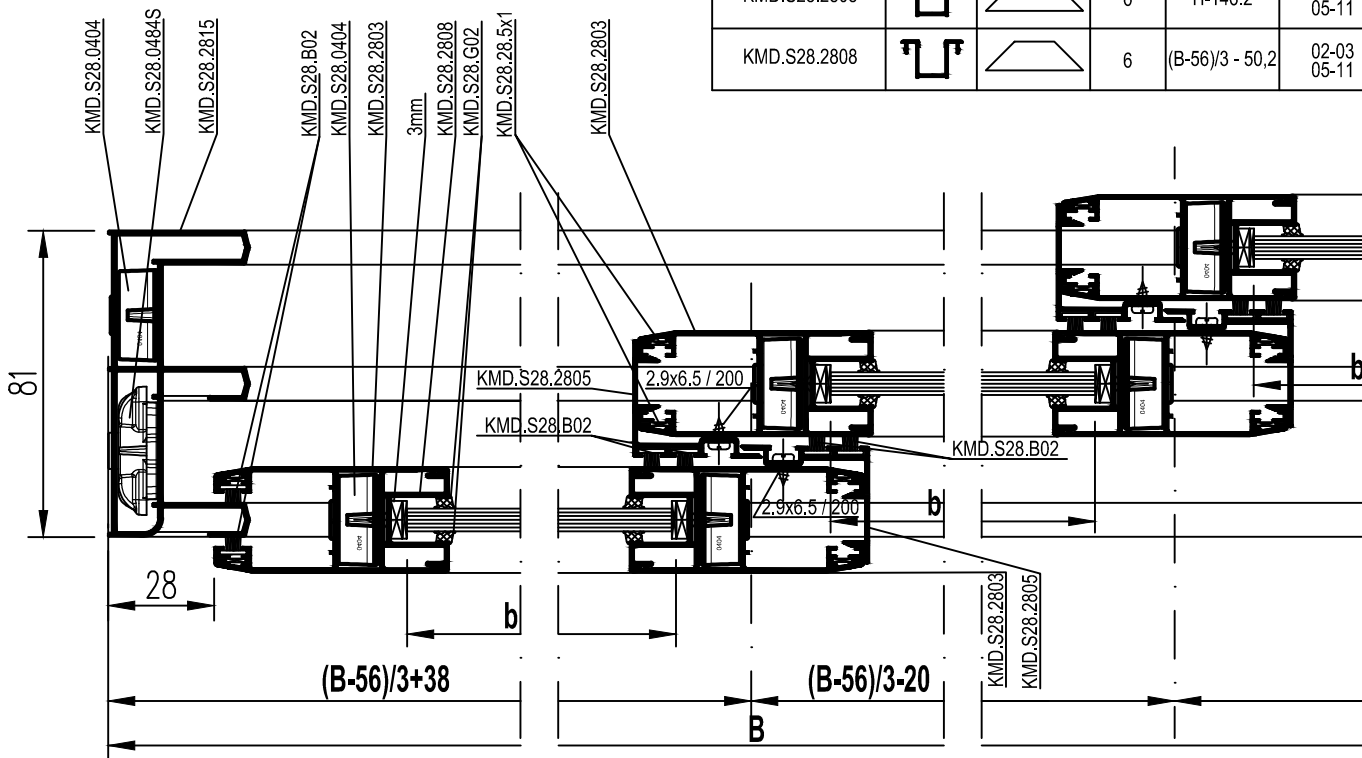 05-11
KMD.S28.2808
6
(B-56)/3 - 50,2
02-03
05-11
KMD.S28.0404
KMD.S28.0484S
KMD.S28.2815
KMD.S28.B02
KMD.S28.0404
KMD.S28.2803
3mm
KMD.S28.2808
KMD.S28.G02
KMD.S28.28.5x1
KMD.S28.2803
81
KMD.S28.2805
2.9x6.5 / 200
KMD.S28.B02
KMD.S28.B02
b
2.9x6.5 / 200
b
28
b
KMD.S28.2803
KMD.S28.2805
(B-56)/3+38
(B-56)/3-20
B